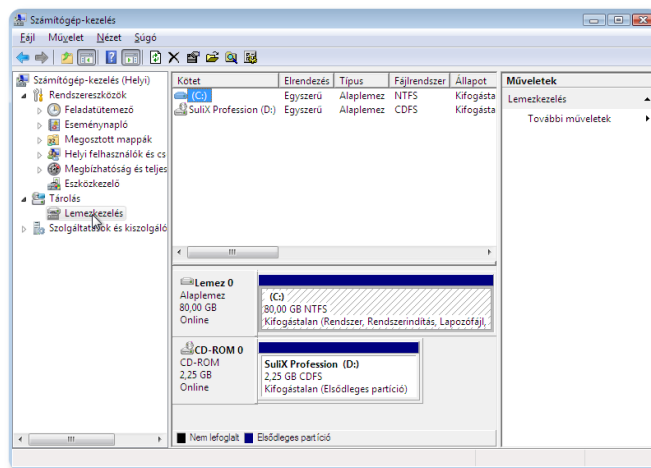 Számítógép-kezelés
Fájl Művelet Nézet Súgó
Számítógép-kezelés (Helyi)
Rendszereszközök
Feladatütemező
Eseménynapló
Megosztott mappák
Helyi felhasználók és cs
Megbízhatóság és teljes
Eszközkezelő
Tárolás
Lemezkezelés
Szolgáltatások és kiszolgáló
Kötet Elrendezés Típus Fájlrendszer Állapot
(C:) Egyszerű Alaplemez NTFS Kifogásta
SuliX Profession (D:) Egyszerű Alaplemez CDFS Kifogásta
Lemez 0
Alaplemez
80,00 GB
Online
(C:)
80,00 GB NTFS
Kifogástalan (Rendszer, Rendszerindítás, Lapozófájl,
CD-ROM 0
CD-ROM
2,25 GB
Online
SuliX Profession (D:)
2,25 GB CDFS
Kifogástalan (Elsődleges partíció)
Nem lefoglalt Elsődleges partíció
Műveletek
Lemezkezelés
További műveletek